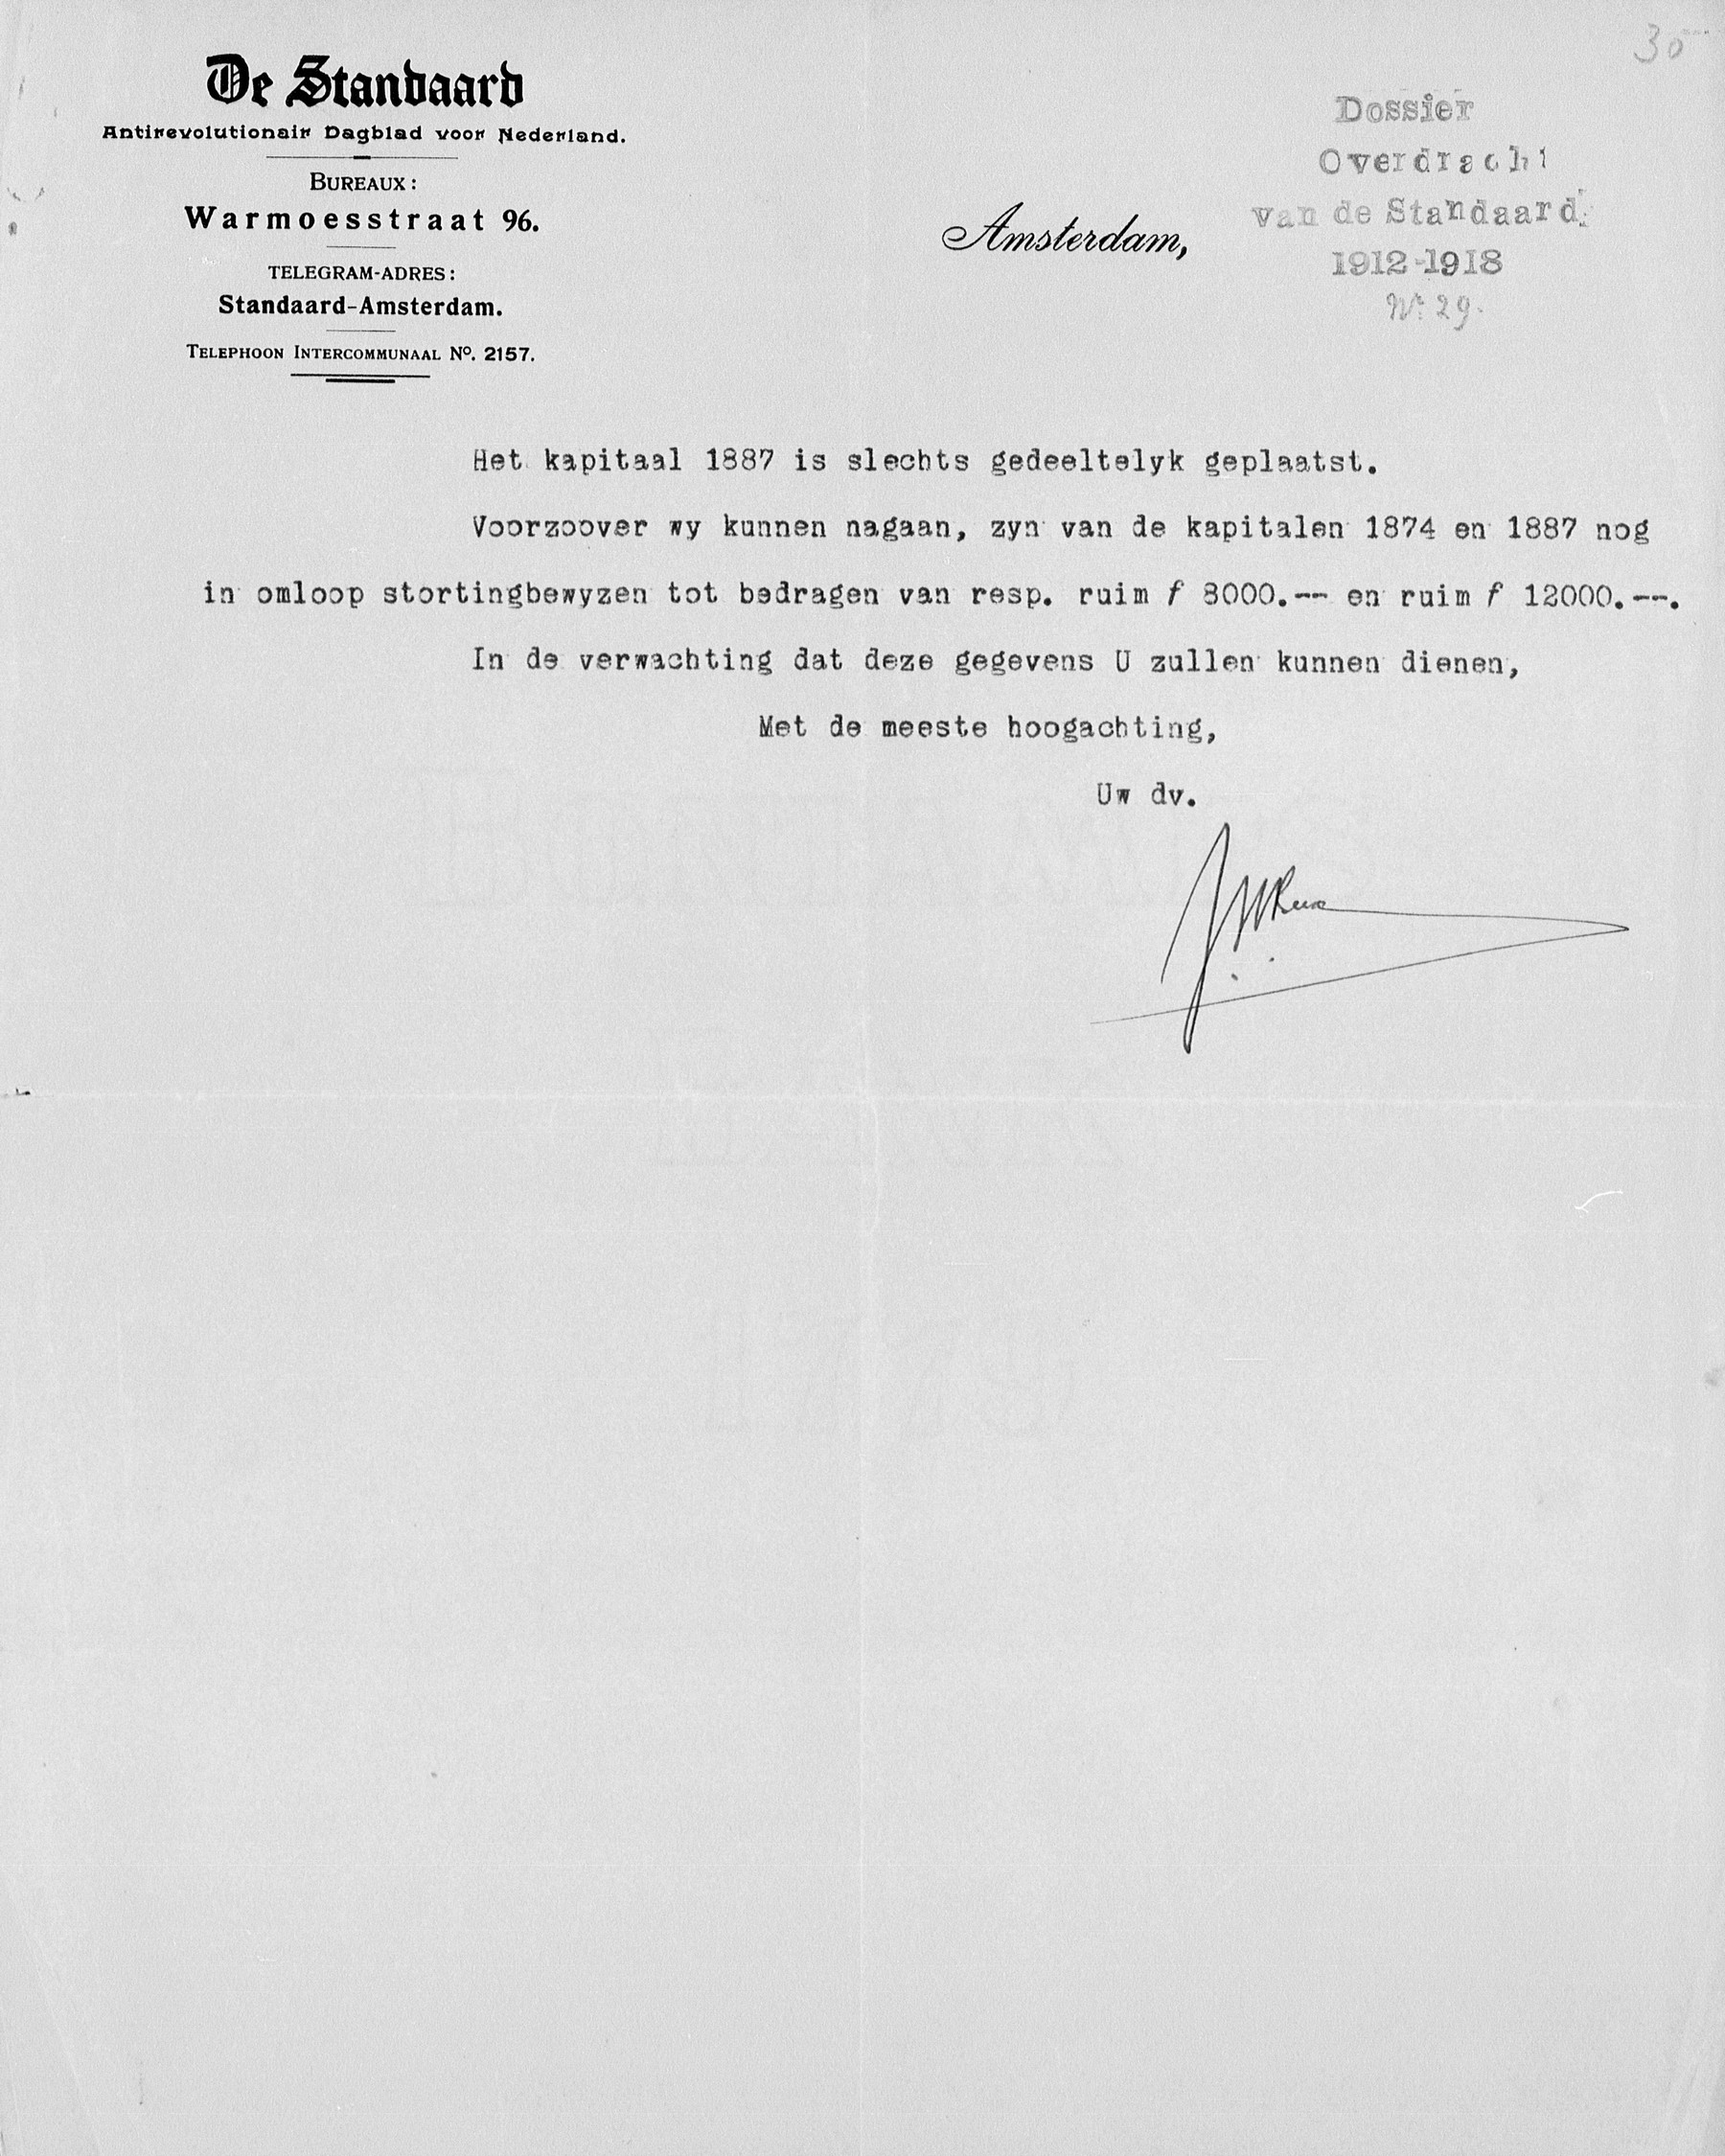 30
De Standaard
Antirevolutionair Dagblad voor Nederland.
BUREAUX:
Warmoesstraat 96.
TELEGRAM-ADRES:
Standaard-Amsterdam.
TELEPHOON INTERCOMMUNAAL No. 2157.
Amsterdam,
Dossier
Overdracht
van de Standaard
1912-1918
No. 29.
Het kapitaal 1887 is slechts gedeeltelyk geplaatst.
Voorzoover wy kunnen nagaan, zyn van de kapitalen 1874 en 1887 nog
in omloop stortingbewyzen tot bedragen van resp. ruim f 8000.-- en ruim f 12000.--.
In de verwachting dat deze gegevens U zullen kunnen dienen,
Met de meeste hoogachting,
Uw dv.